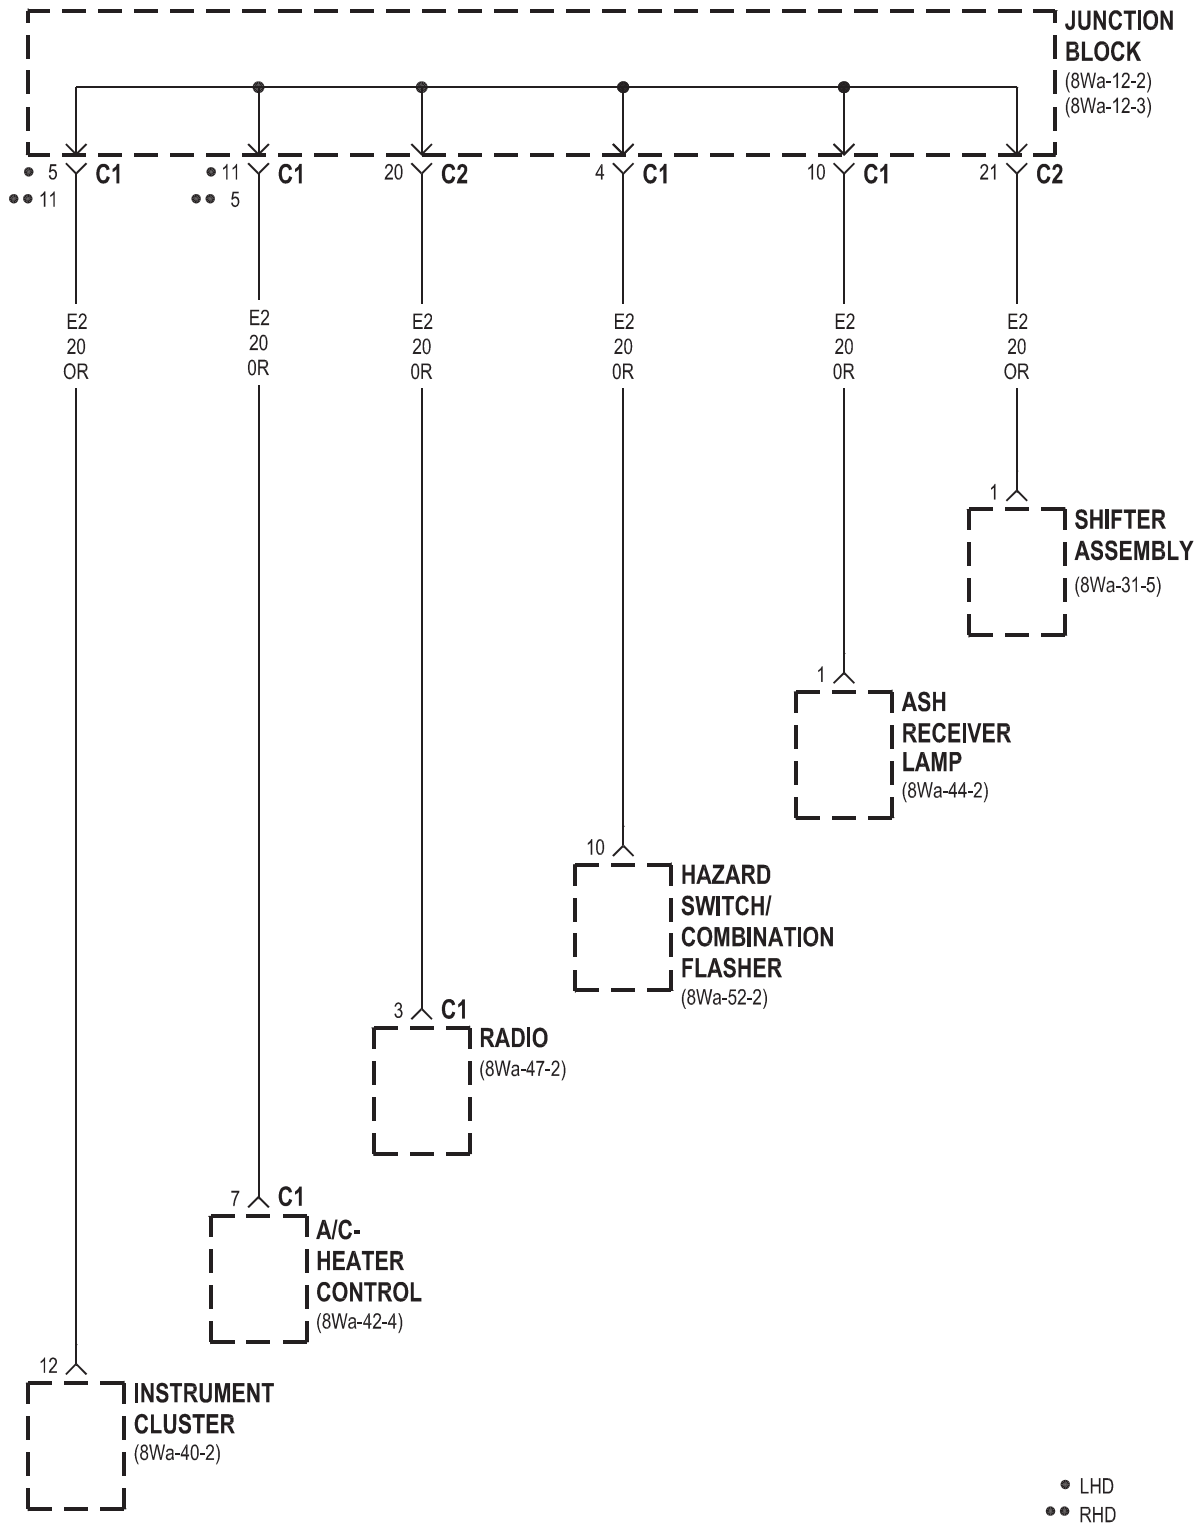 JUNCTION
BLOCK
(8Wa-12-2)
(8Wa-12-3)
• 5 C1
•• 11
• 11 C1
•• 5
20 C2
4 C1
10 C1
21 C2
E2
20
OR
E2
20
0R
E2
20
0R
E2
20
0R
E2
20
0R
E2
20
OR
1
SHIFTER
ASSEMBLY
(8Wa-31-5)
1
ASH
RECEIVER
LAMP
(8Wa-44-2)
10
HAZARD
SWITCH/
COMBINATION
FLASHER
(8Wa-52-2)
3 C1
RADIO
(8Wa-47-2)
7 C1
A/C-
HEATER
CONTROL
(8Wa-42-4)
12
INSTRUMENT
CLUSTER
(8Wa-40-2)
• LHD
•• RHD